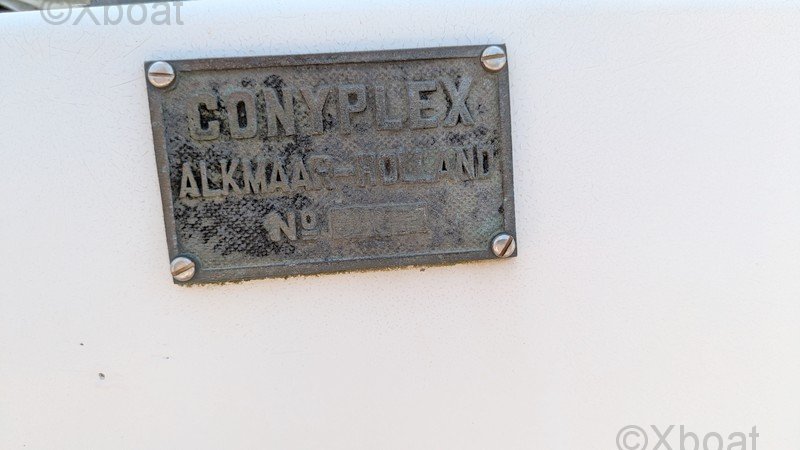 ©Xboat
CONYPLEX
ALKMAAR-HOLLAND
No
©Xboat